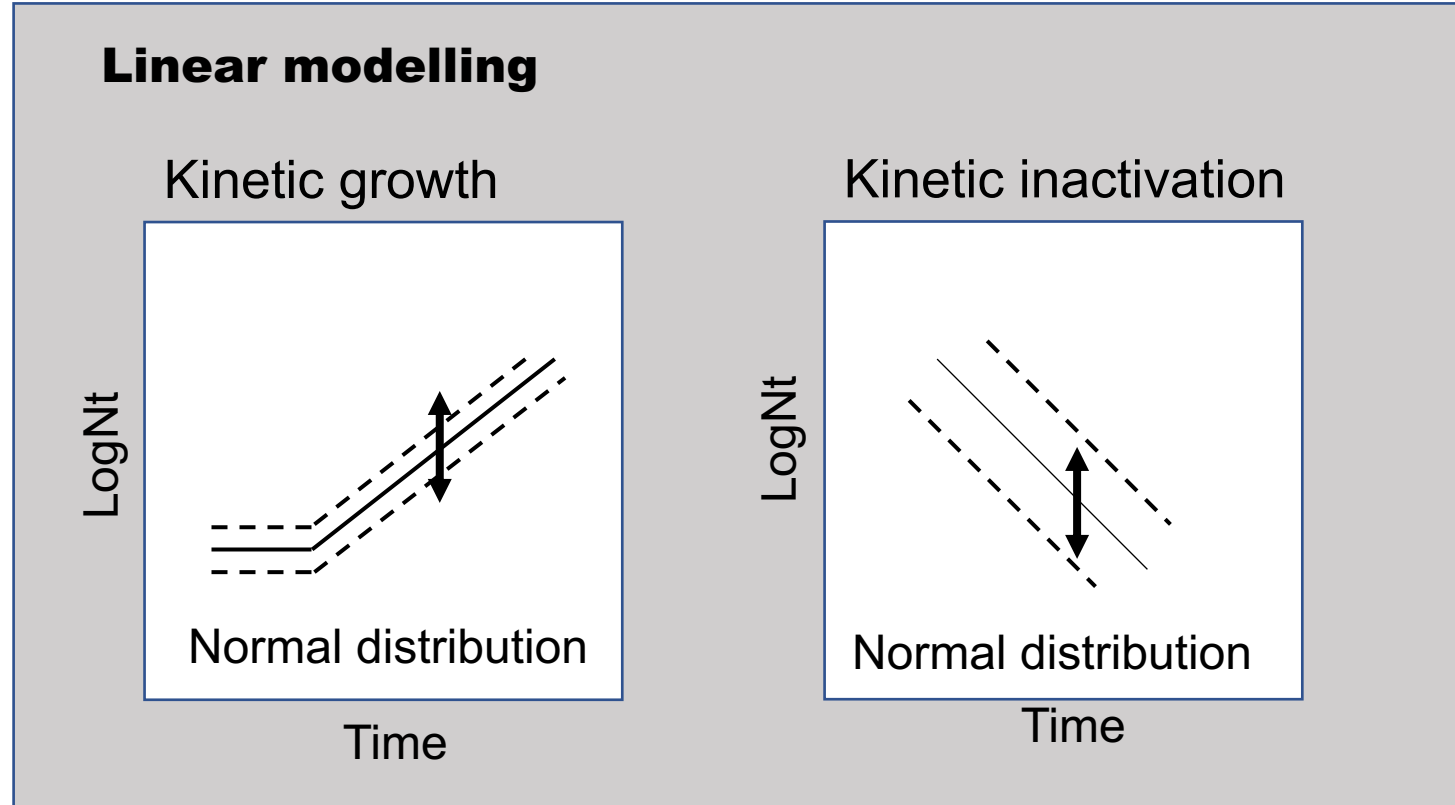 Linear modelling
Kinetic growth
LogNt
Normal distribution
Time
Kinetic inactivation
LogNt
Normal distribution
Time